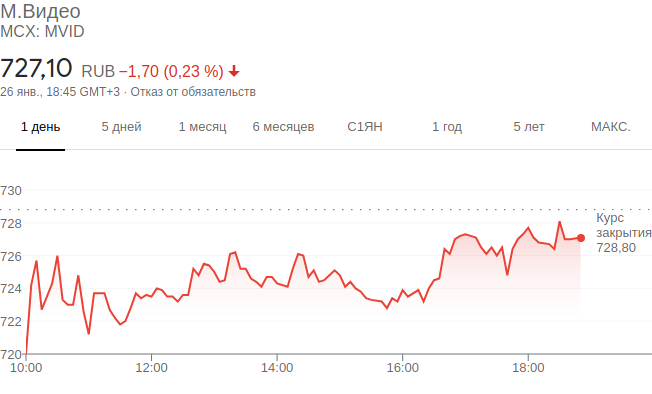 М.Видео
MCX: MVID
727,10 RUB −1,70 (0,23 %)
26 янв., 18:45 GMT+3 · Отказ от обязательств
1 день 5 дней 1 месяц 6 месяцев С1ЯН 1 год 5 лет МАКС.
730
728
726
724
722
720
Курс
закрытия
728,80
10:00 12:00 14:00 16:00 18:00